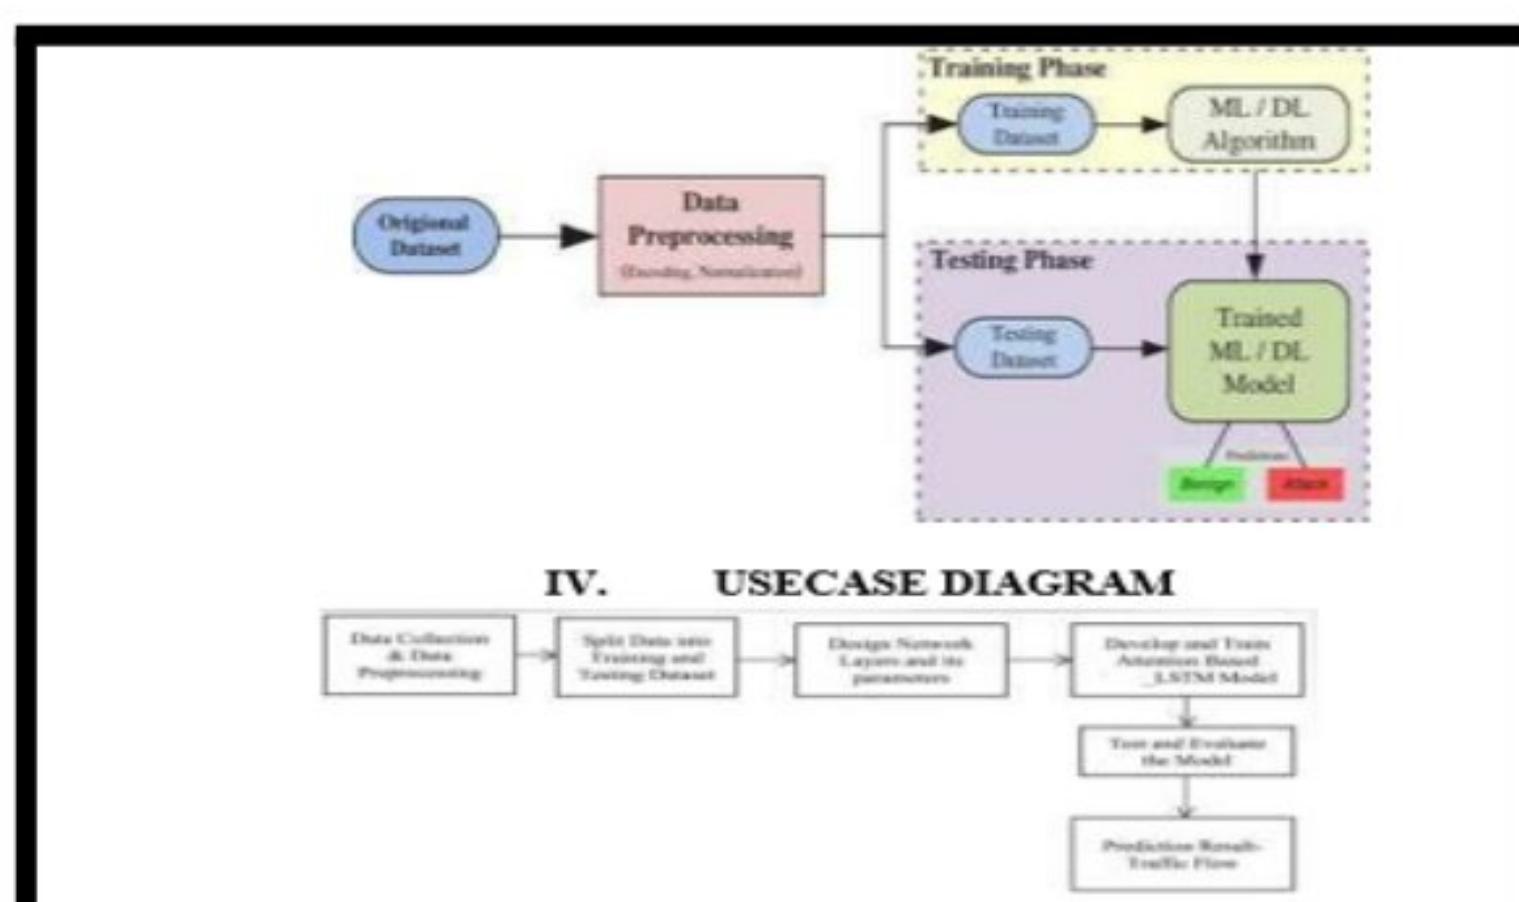 Training Phase
Training
Dataset
ML / DL
Algorithm
Origional
Dataset
Data
Preprocessing
(Encoding, Normalization)
Testing Phase
Testing
Dataset
Trained
ML / DL
Model
Benign
Attack
IV. USECASE DIAGRAM
Data Collection
& Data
Preprocessing
Split Data into
Training and
Testing Dataset
Design Network
Layers and its
parameters
Develop and Train
Attention Based
_LSTM Model
Test and Evaluate
the Model
Prediction Result-
Traffic Flow